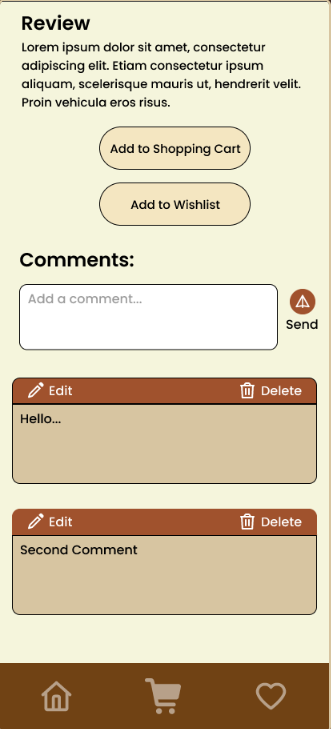 Review
Lorem ipsum dolor sit amet, consectetur
adipiscing elit. Etiam consectetur ipsum
aliquam, scelerisque mauris ut, hendrerit velit.
Proin vehicula eros risus.
Add to Shopping Cart
Add to Wishlist
Comments:
Add a comment...
Send
Edit Delete
Hello...
Edit Delete
Second Comment